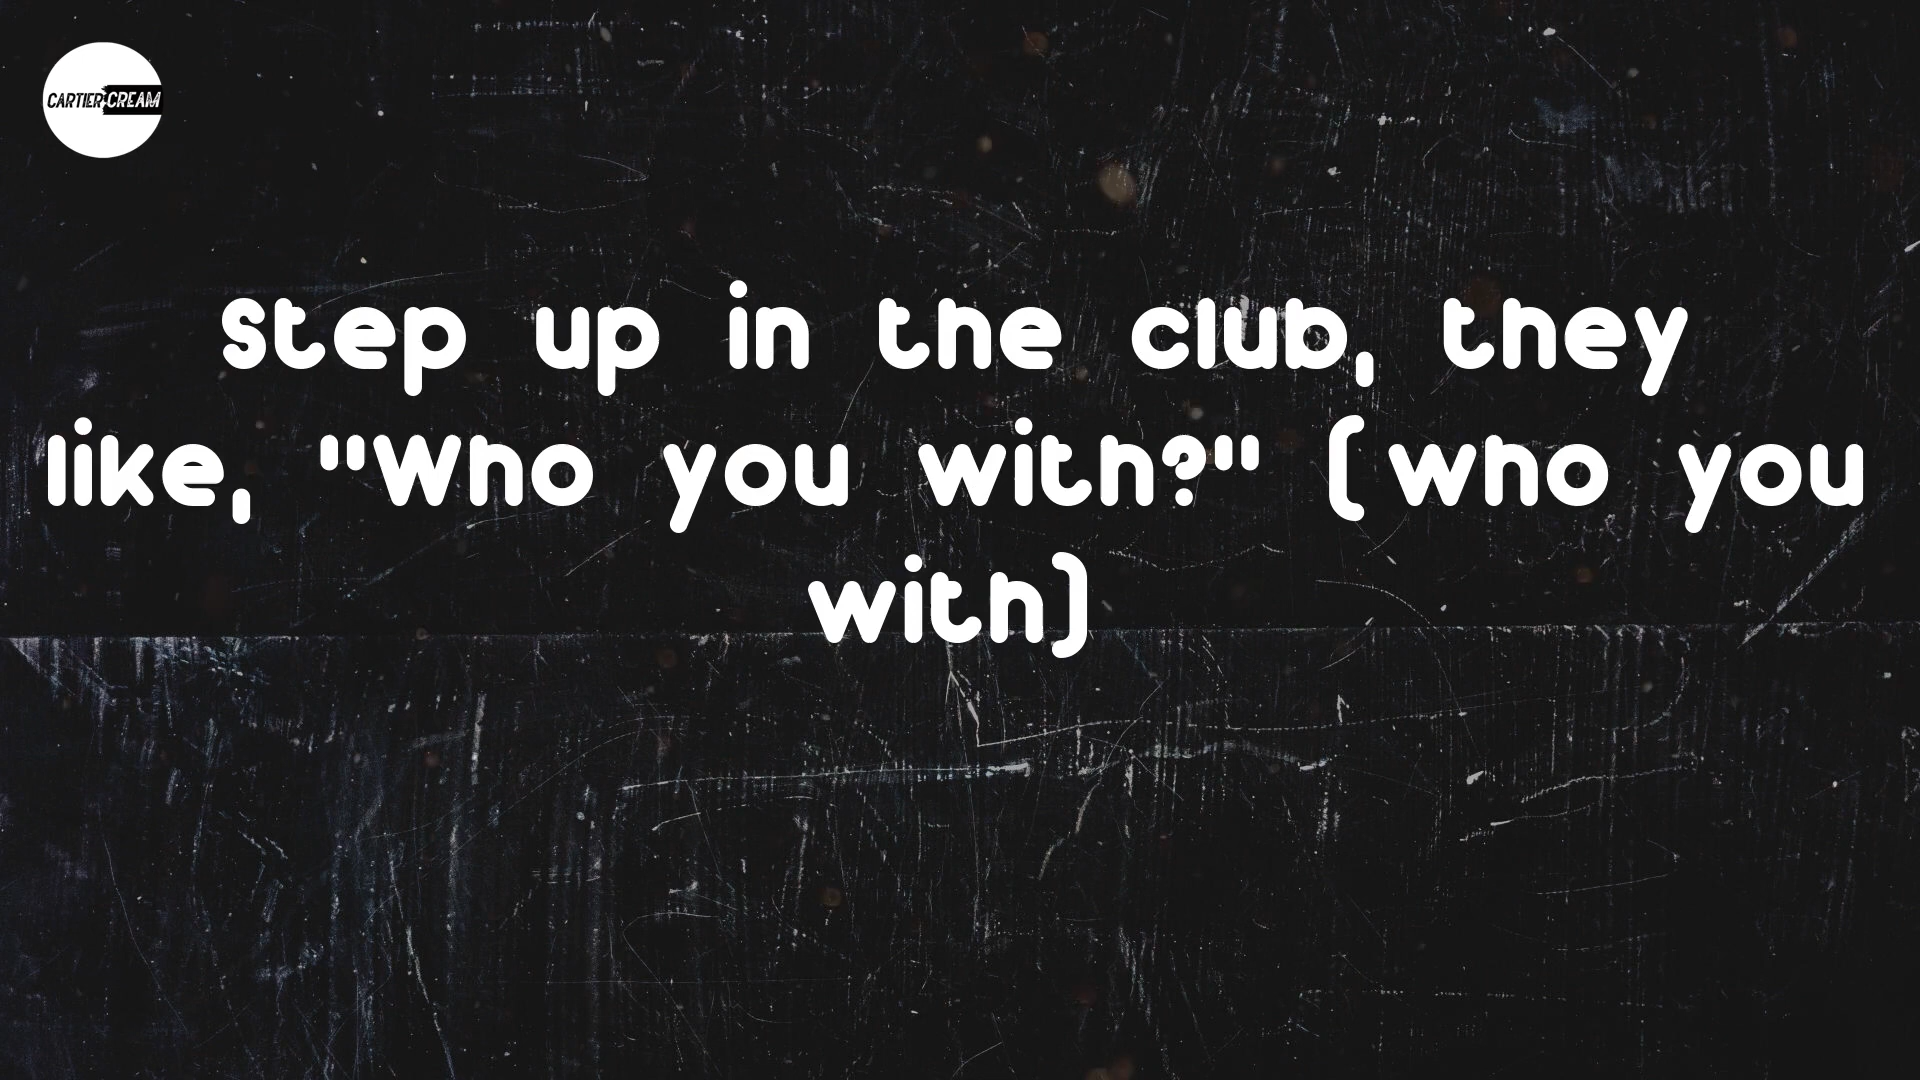 CARTIER CREAM
Step up in the club, they
like, "Who you with?" (who you
with)